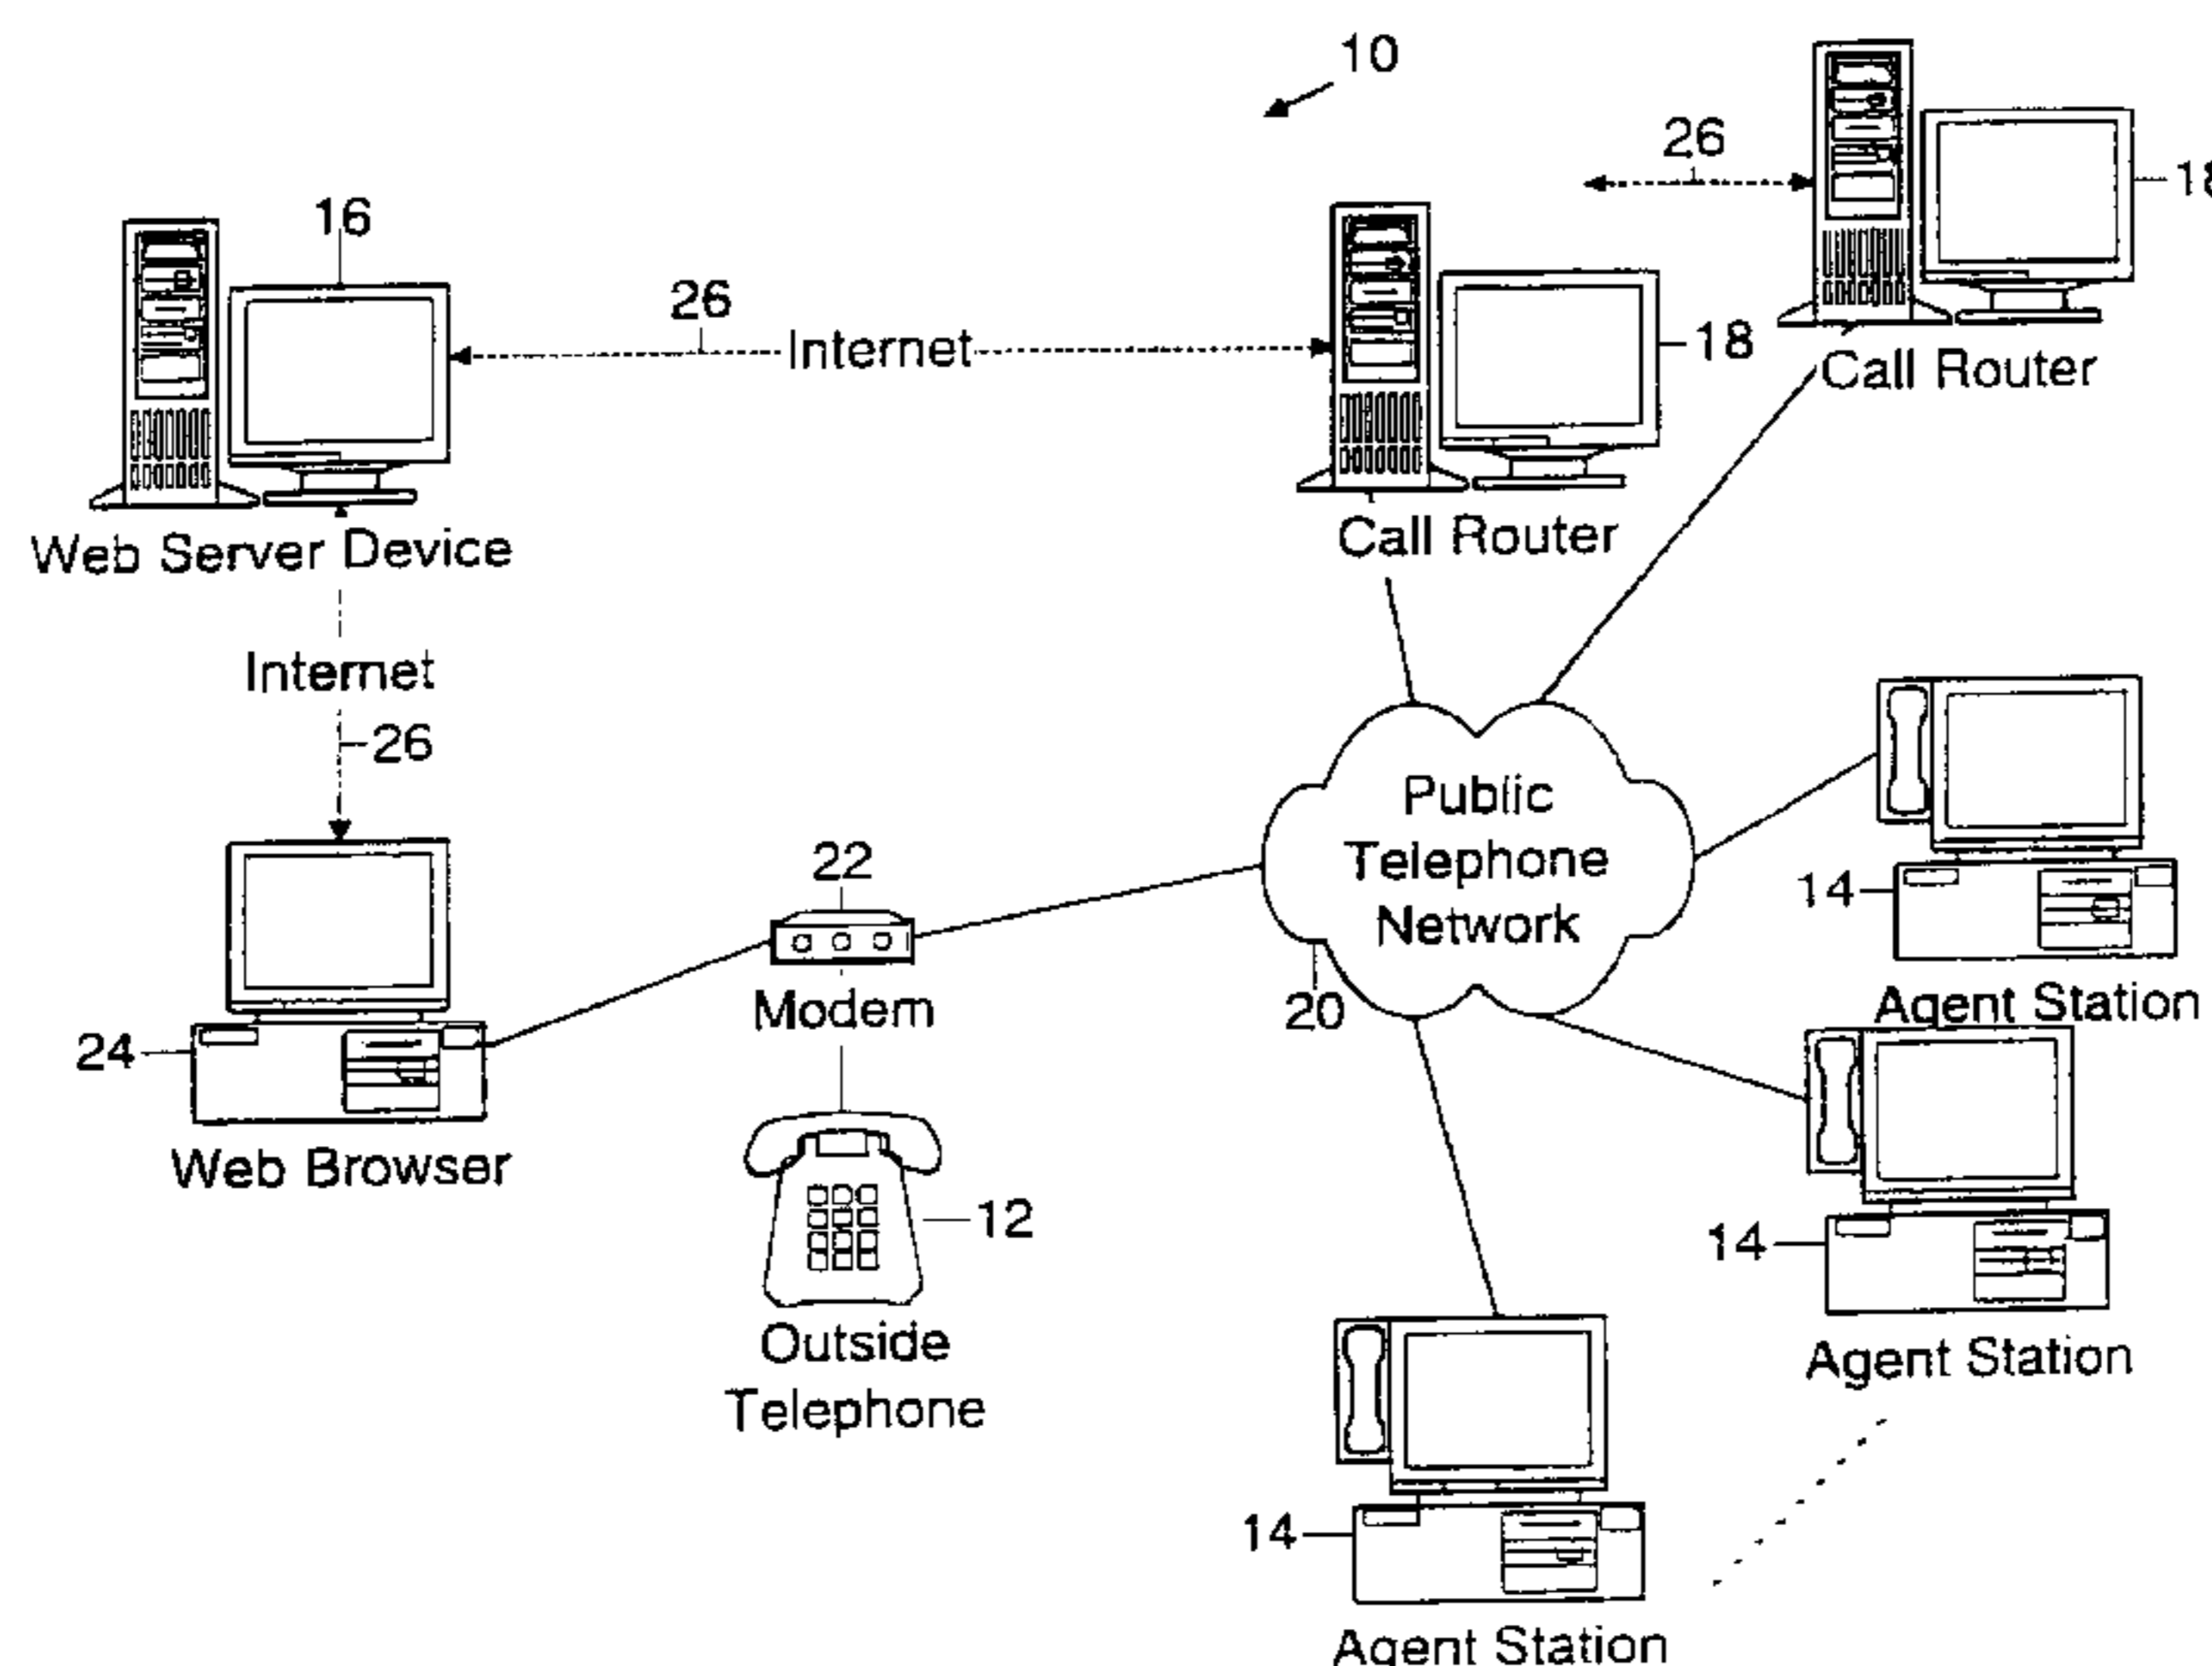 10
26
18
16
26
Internet
18
Call Router
Call Router
Web Server Device
Internet
26
Public
Telephone
Network
22
14
20
Modem
Agent Station
24
Web Browser
12
14
Outside
Telephone
Agent Station
14
Agent Station